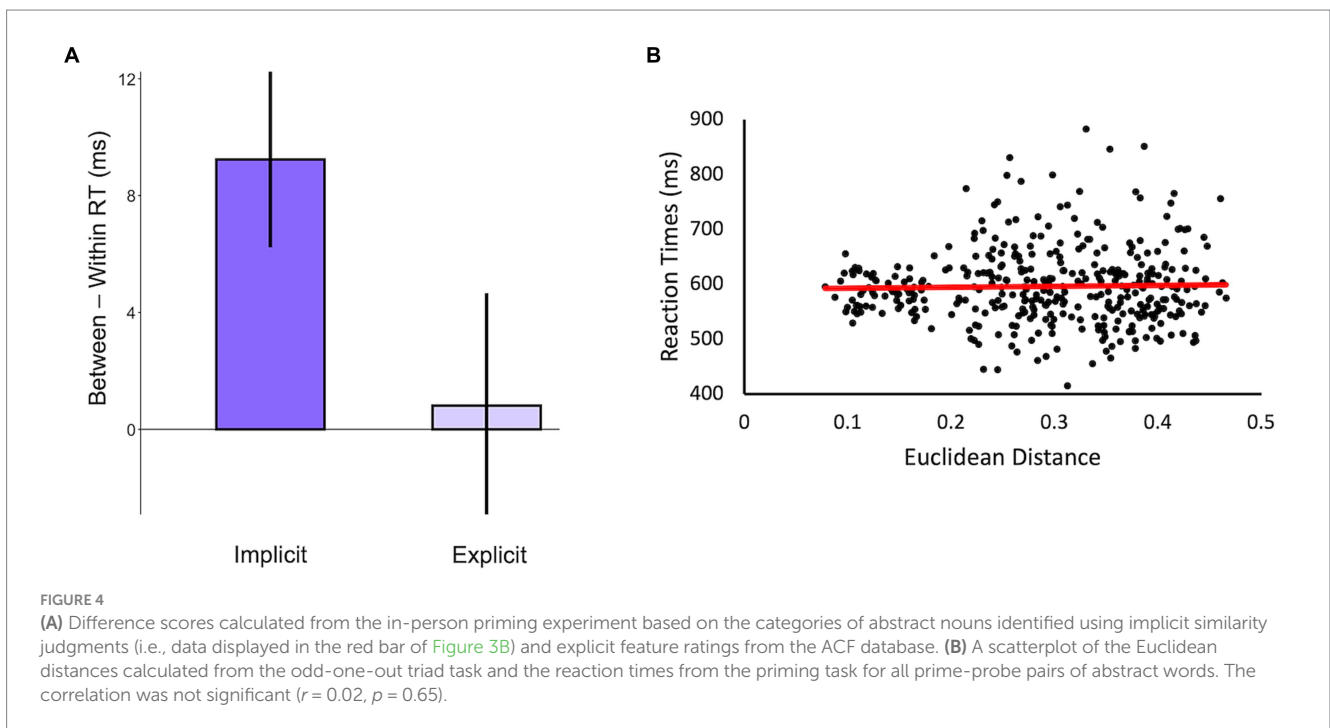 A
12
8
4
0
Between – Within RT (ms)
Implicit
Explicit
B
900
800
700
600
500
400
Reaction Times (ms)
0
0.1
0.2
0.3
0.4
0.5
Euclidean Distance
FIGURE 4
(A) Difference scores calculated from the in-person priming experiment based on the categories of abstract nouns identified using implicit similarity
judgments (i.e., data displayed in the red bar of Figure 3B) and explicit feature ratings from the ACF database. (B) A scatterplot of the Euclidean
distances calculated from the odd-one-out triad task and the reaction times from the priming task for all prime-probe pairs of abstract words. The
correlation was not significant (r = 0.02, p = 0.65).